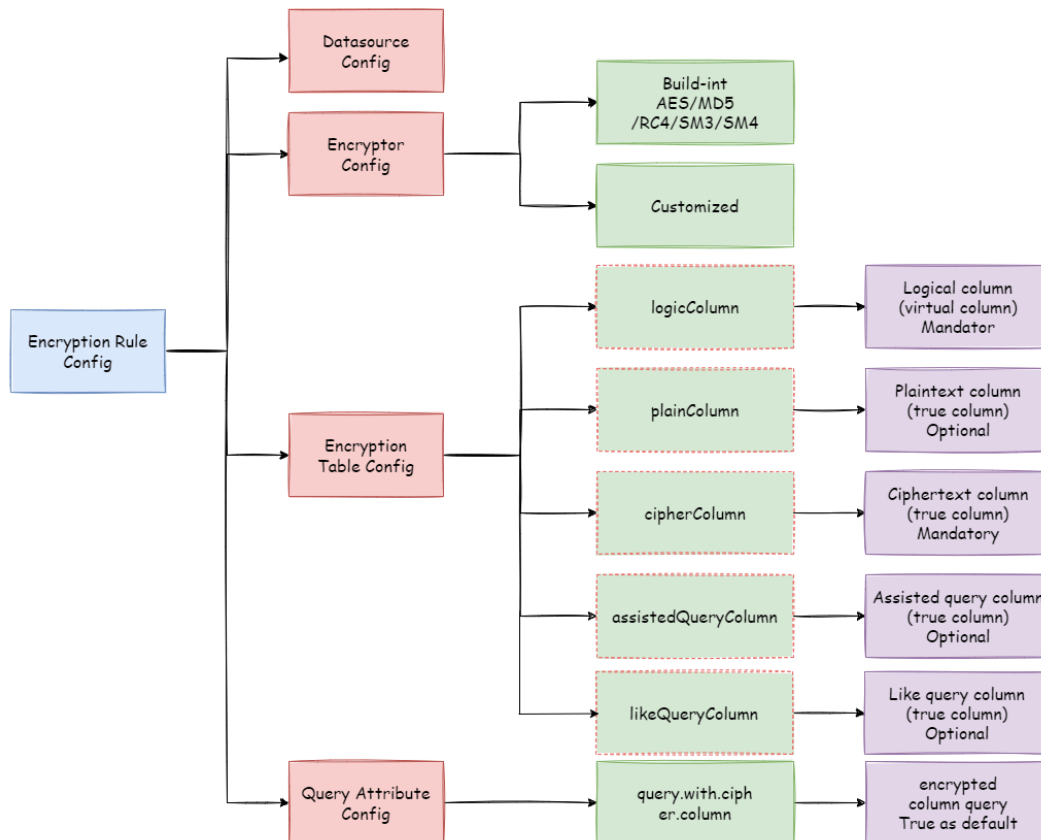 Datasource
Config
Build-int
AES/MD5
/RC4/SM3/SM4
Encryptor
Config
Customized
logicColumn
Logical column
(virtual column)
Mandator
Encryption Rule
Config
plainColumn
Plaintext column
(true column)
Optional
Encryption
Table Config
cipherColumn
Ciphertext column
(true column)
Mandatory
assistedQueryColumn
Assisted query column
(true column)
Optional
likeQueryColumn
Like query column
(true column)
Optional
Query Attribute
Config
query.with.ciph
er.column
encrypted
column query
True as default